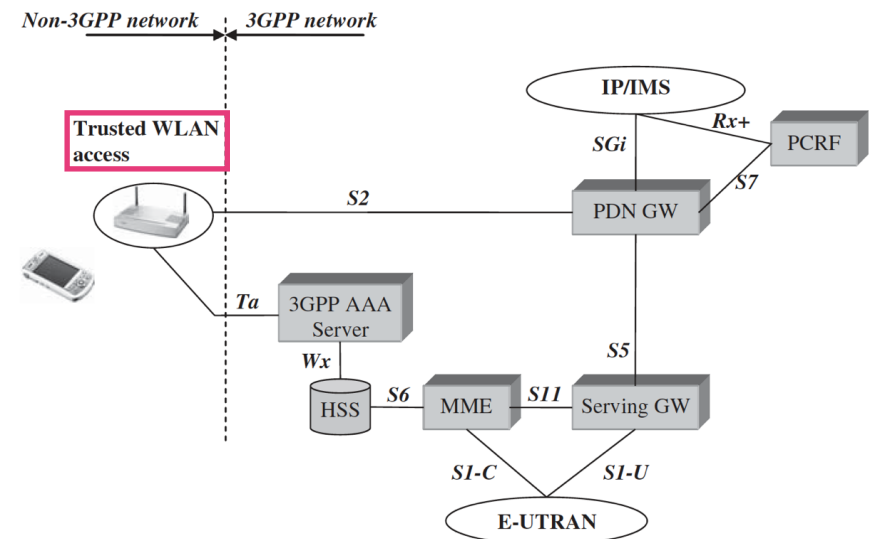 Non-3GPP network
3GPP network
IP/IMS
Rx+
Trusted WLAN
access
SGi
PCRF
S7
S2
PDN GW
Ta
3GPP AAA
Server
Wx
S5
HSS
S6
MME
S11
Serving GW
S1-C
S1-U
E-UTRAN